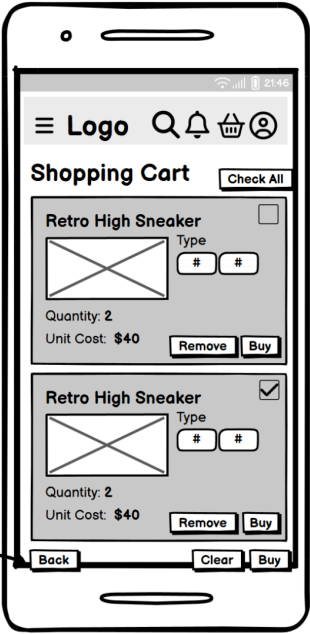 21:46
Logo
Shopping Cart
Check All
Retro High Sneaker
Type
# #
Quantity: 2
Unit Cost: $40
Remove Buy
Retro High Sneaker
Type
# #
Quantity: 2
Unit Cost: $40
Remove Buy
Back Clear Buy